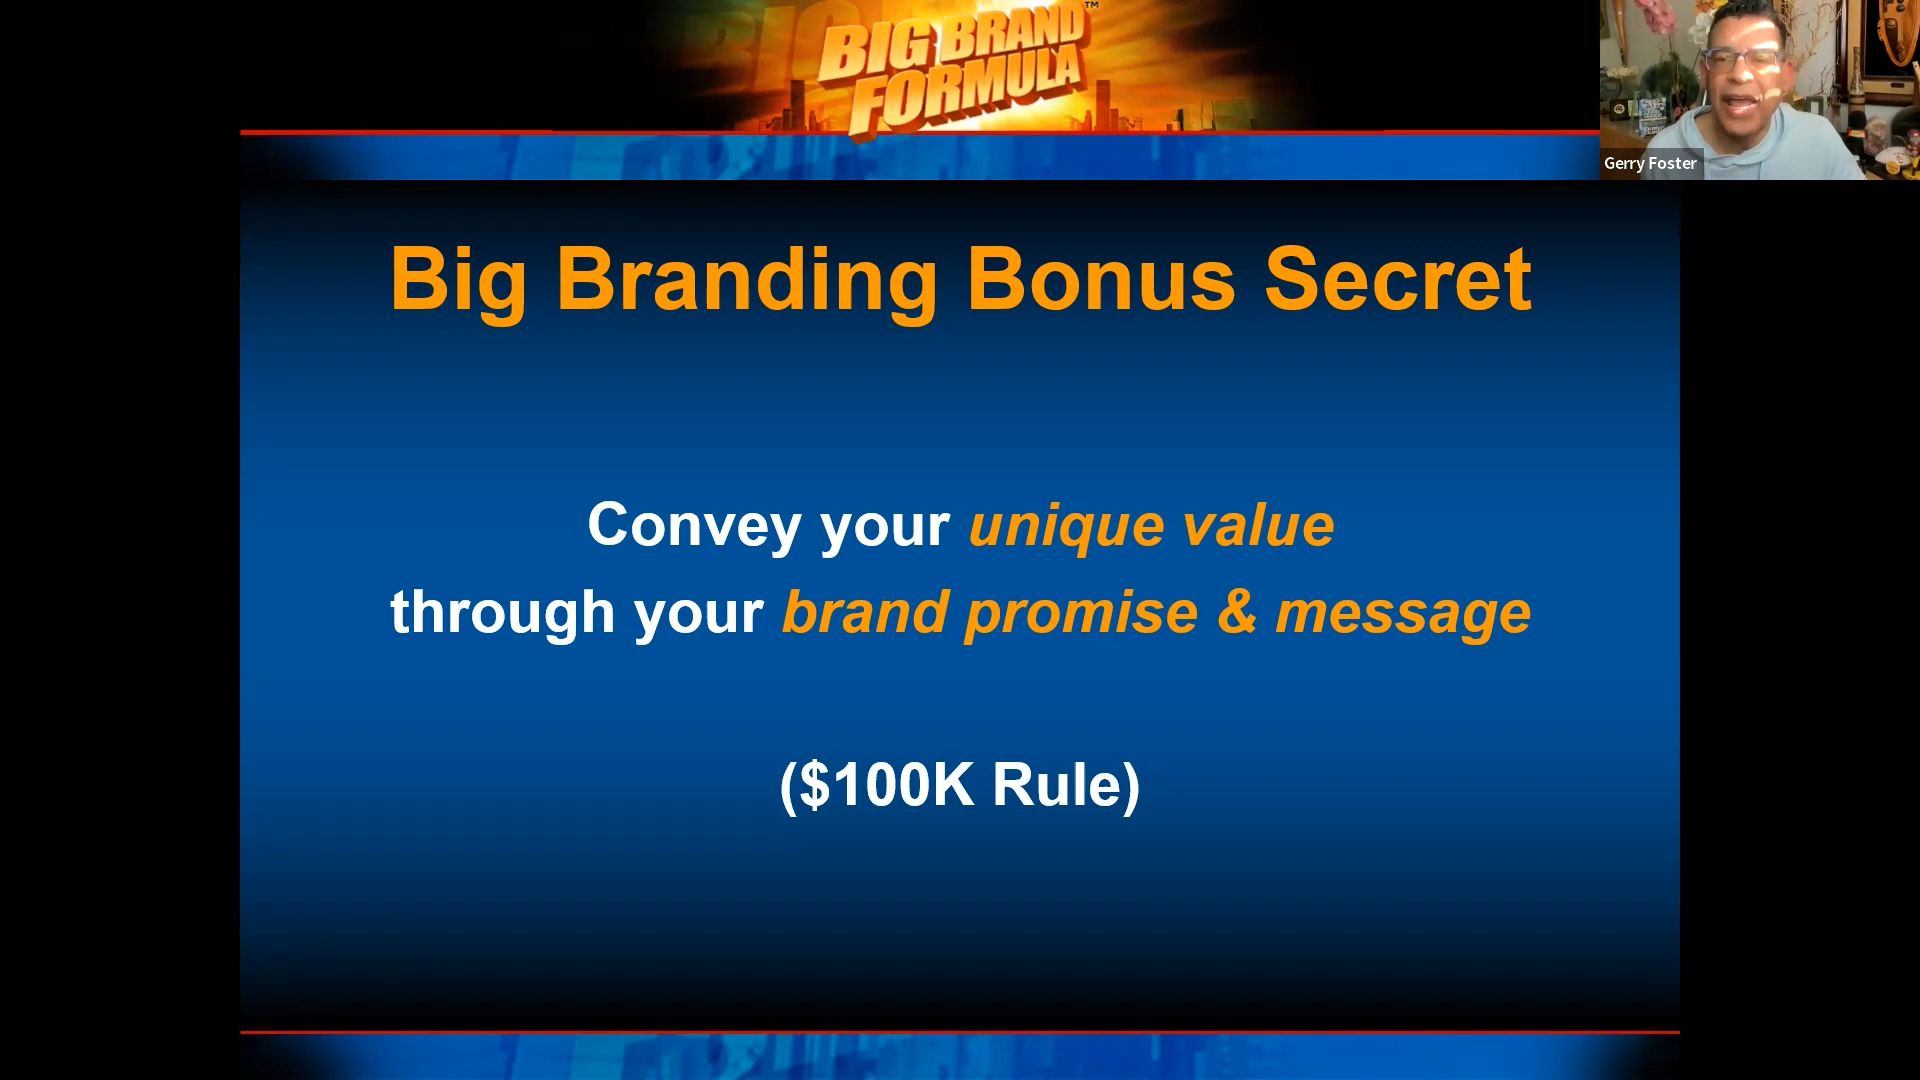 BIG BRAND
FORMULA™
Gerry Foster
Big Branding Bonus Secret
Convey your unique value
through your brand promise & message
($100K Rule)